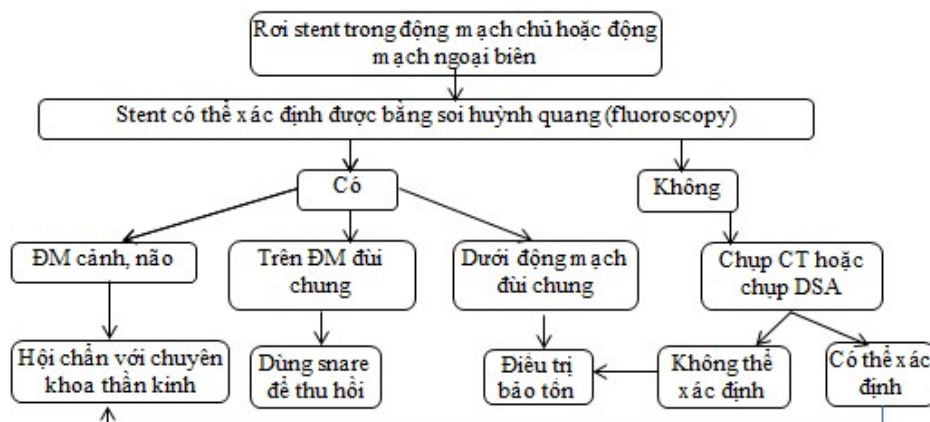 Rơi stent trong động mạch chủ hoặc động
mạch ngoại biên
Stent có thể xác định được bằng soi huỳnh quang (fluoroscopy)
Có
Không
ĐM cảnh, não
Trên ĐM đùi
chung
Dưới động mạch
đùi chung
Chụp CT hoặc
chụp DSA
Hội chẩn với chuyên
khoa thần kinh
Dùng snare
để thu hồi
Điều trị
bảo tồn
Không thể
xác định
Có thể xác
định